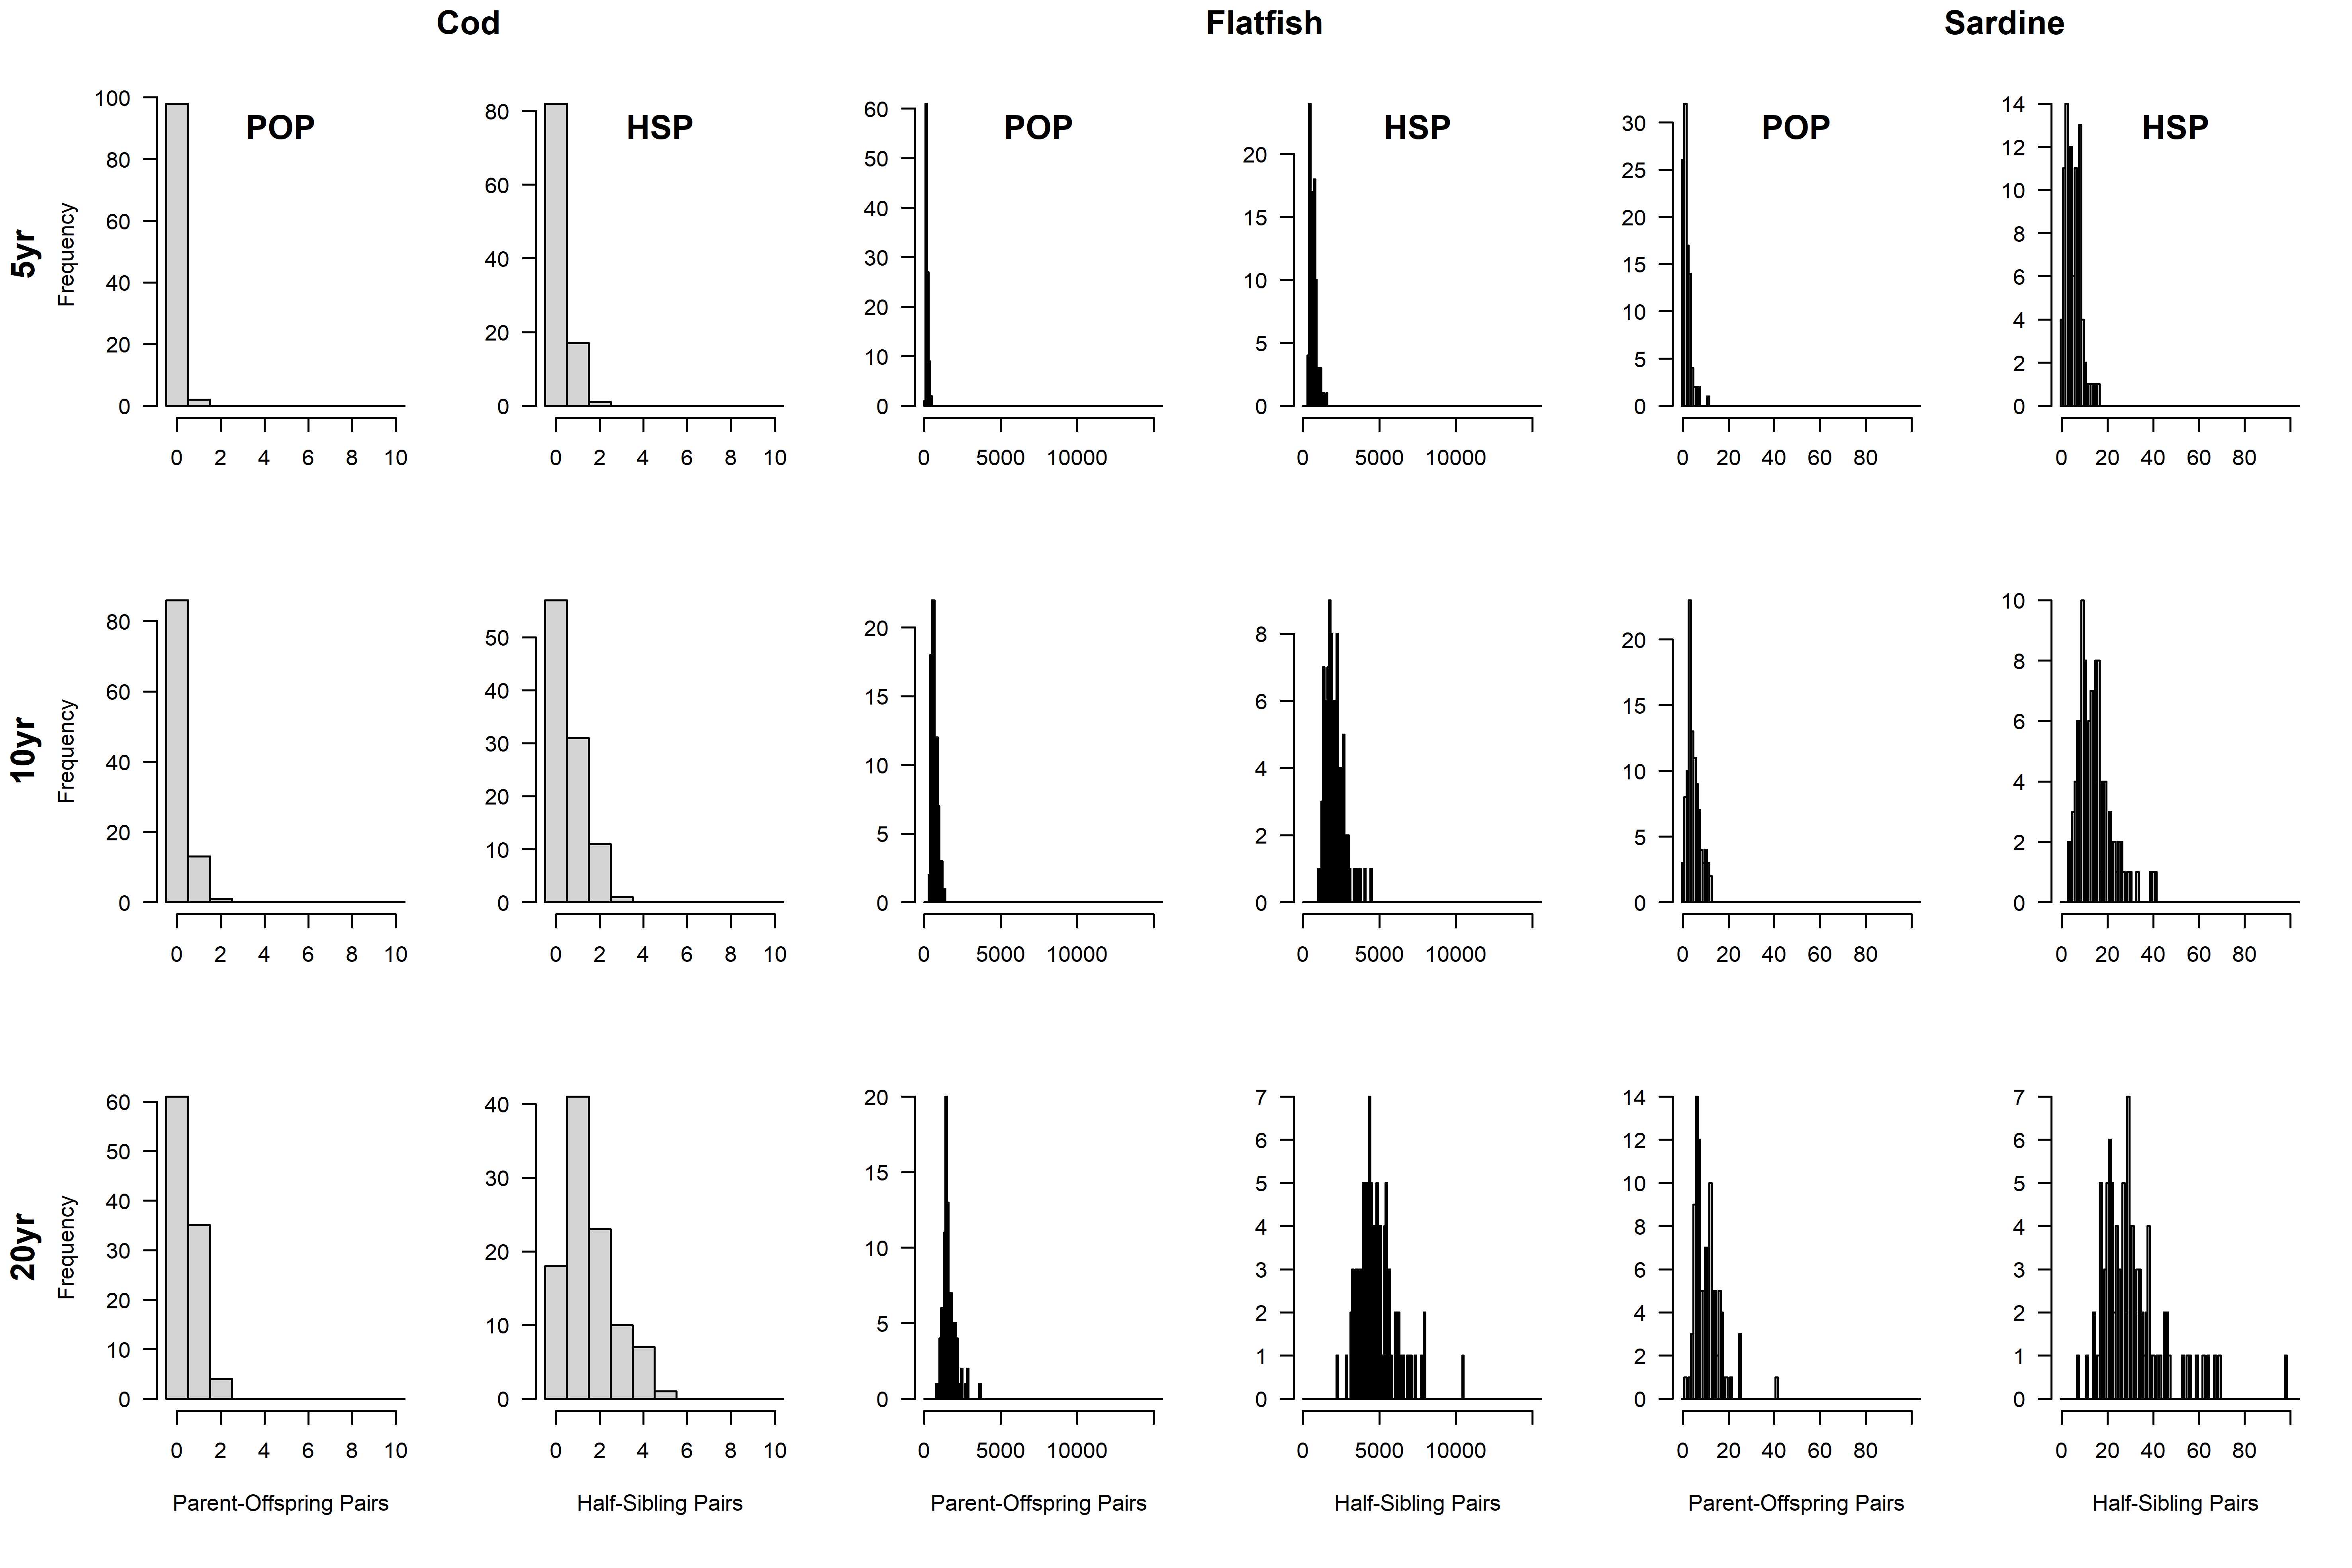 Cod Flatfish Sardine
POP HSP POP HSP POP HSP
5yr
Frequency
0 20 40 60 80 100
0 2 4 6 8 10
0 20 40 60 80
0 2 4 6 8 10
0 10 20 30 40 50 60
0 5000 10000
0 5 10 15 20
0 5000 10000
0 5 10 15 20 25 30
0 20 40 60 80
0 2 4 6 8 10 12 14
0 20 40 60 80
10yr
Frequency
0 20 40 60 80
0 2 4 6 8 10
0 10 20 30 40 50
0 2 4 6 8 10
0 5 10 15 20
0 5000 10000
0 2 4 6 8
0 5000 10000
0 5 10 15 20
0 20 40 60 80
0 2 4 6 8 10
0 20 40 60 80
20yr
Frequency
0 10 20 30 40 50 60
0 2 4 6 8 10
0 10 20 30 40
0 2 4 6 8 10
0 5 10 15 20
0 5000 10000
0 1 2 3 4 5 6 7
0 5000 10000
0 2 4 6 8 10 12 14
0 20 40 60 80
0 1 2 3 4 5 6 7
0 20 40 60 80
Parent-Offspring Pairs Half-Sibling Pairs Parent-Offspring Pairs Half-Sibling Pairs Parent-Offspring Pairs Half-Sibling Pairs